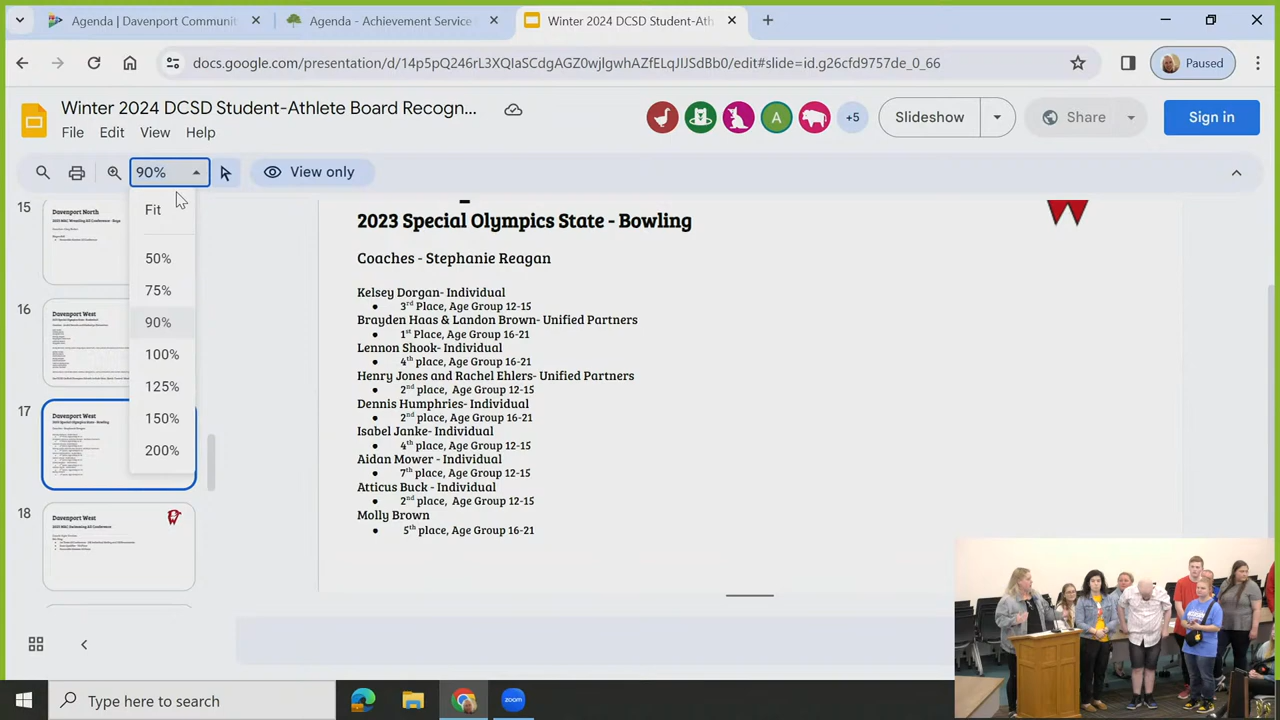 Agenda | Davenport Communit
Agenda - Achievement Service
Winter 2024 DCSD Student-Ath
docs.google.com/presentation/d/14p5pQ246rL3XQIaSCdgAGZ0wjIgwhAZfELqJIJSdBb0/edit#slide=id.g26cfd9757de_0_66
Paused
Winter 2024 DCSD Student-Athlete Board Recogn...
File Edit View Help
A
+5
Slideshow
Share
Sign in
90%
View only
Fit
50%
75%
90%
100%
125%
150%
200%
15
Davenport North
16
Davenport West
17
Davenport West
18
Davenport West
2023 Special Olympics State - Bowling
Coaches - Stephanie Reagan
Kelsey Dorgan- Individual
• 3rd Place, Age Group 12-15
Brayden Haas & Landon Brown- Unified Partners
• 1st Place, Age Group 16-21
Lennon Shook- Individual
• 4th place, Age Group 16-21
Henry Jones and Rachel Ehlers- Unified Partners
• 2nd place, Age Group 12-15
Dennis Humphries- Individual
• 2nd place, Age Group 16-21
Isabel Janke- Individual
• 4th place, Age Group 12-15
Aidan Mower - Individual
• 7th place, Age Group 12-15
Atticus Buck - Individual
• 2nd place, Age Group 12-15
Molly Brown
• 5th place, Age Group 16-21
Type here to search
zoom